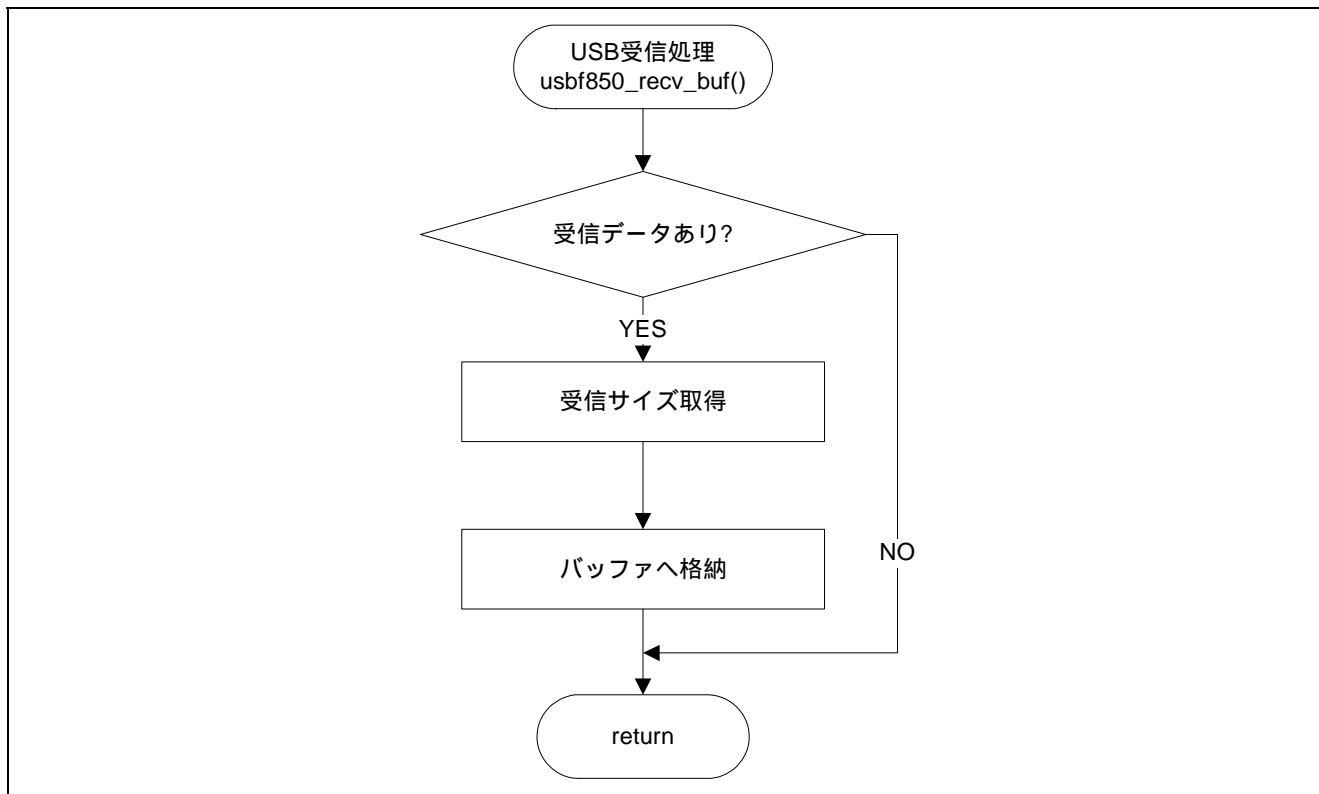 USB受信処理
usbf850_recv_buf()
受信データあり?
YES
受信サイズ取得
バッファへ格納
NO
return